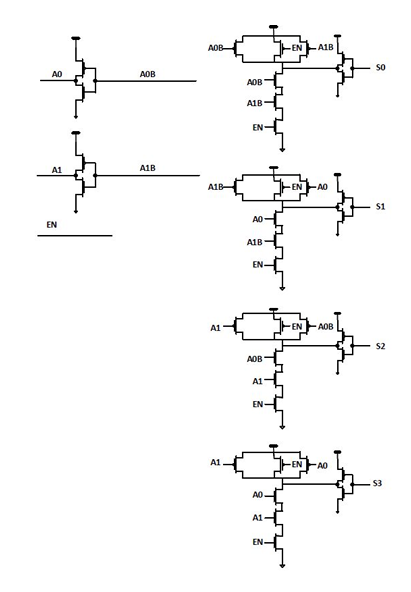 A0 A0B
A1 A1B
EN
A0B EN A1B
S0
A0B
A1B
EN
A1B EN A0
S1
A0
A1B
EN
A1 EN A0B
S2
A0B
A1
EN
A1 EN A0
S3
A0
A1
EN